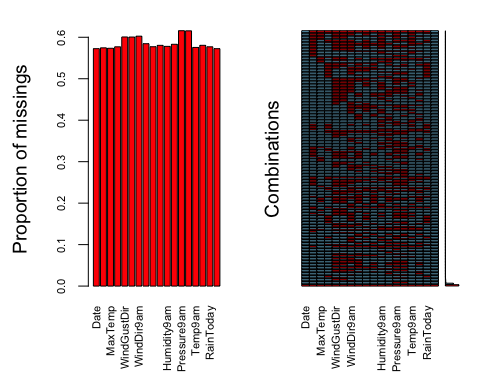 Proportion of missings
0.6
0.5
0.4
0.3
0.2
0.1
0.0
Date
MaxTemp
WindGustDir
WindDir9am
Humidity9am
Pressure9am
Temp9am
RainToday
Combinations
Date
MaxTemp
WindGustDir
WindDir9am
Humidity9am
Pressure9am
Temp9am
RainToday